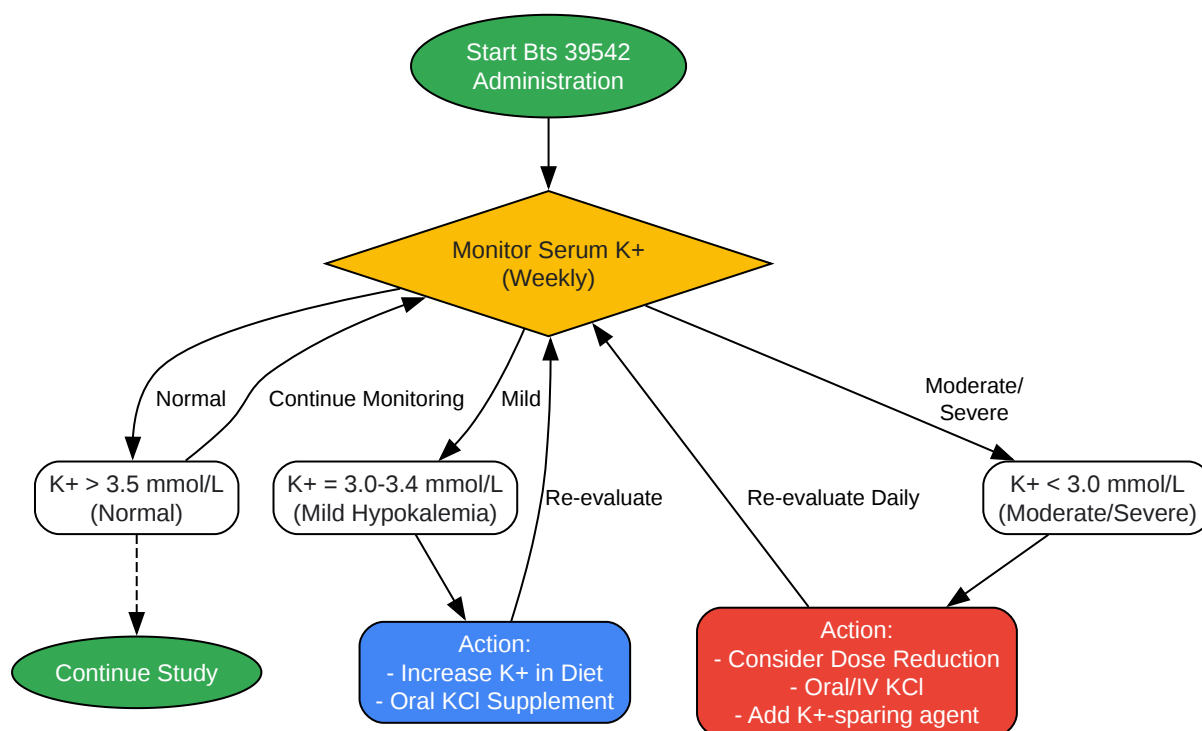 Start Bts 39542
Administration
Monitor Serum K+
(Weekly)
Normal
Continue Monitoring
Mild
Moderate/
Severe
K+ > 3.5 mmol/L
(Normal)
K+ = 3.0-3.4 mmol/L
(Mild Hypokalemia)
Re-evaluate
Re-evaluate Daily
K+ < 3.0 mmol/L
(Moderate/Severe)
Continue Study
Action:
- Increase K+ in Diet
- Oral KCl Supplement
Action:
- Consider Dose Reduction
- Oral/IV KCl
- Add K+-sparing agent